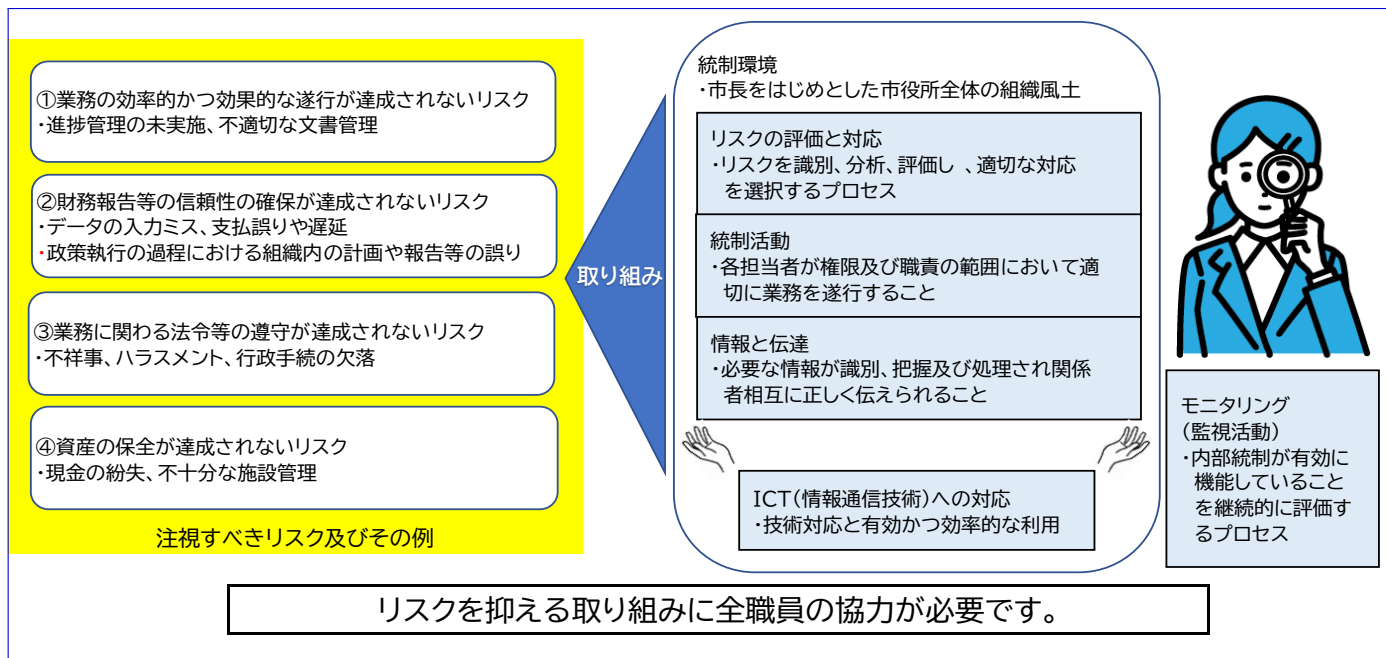 ①業務の効率的かつ効果的な遂行が達成されないリスク
・進捗管理の未実施、不適切な文書管理
②財務報告等の信頼性の確保が達成されないリスク
・データの入力ミス、支払誤りや遅延
・政策執行の過程における組織内の計画や報告等の誤り
③業務に関わる法令等の遵守が達成されないリスク
・不祥事、ハラスメント、行政手続の欠落
④資産の保全が達成されないリスク
・現金の紛失、不十分な施設管理
注視すべきリスク及びその例
取り組み
統制環境
・市長をはじめとした市役所全体の組織風土
リスクの評価と対応
・リスクを識別、分析、評価し 、適切な対応
を選択するプロセス
統制活動
・各担当者が権限及び職責の範囲において適
切に業務を遂行すること
情報と伝達
・必要な情報が識別、把握及び処理され関係
者相互に正しく伝えられること
ICT(情報通信技術)への対応
・技術対応と有効かつ効率的な利用
モニタリング
(監視活動)
・内部統制が有効に
機能していること
を継続的に評価す
るプロセス
リスクを抑える取り組みに全職員の協力が必要です。